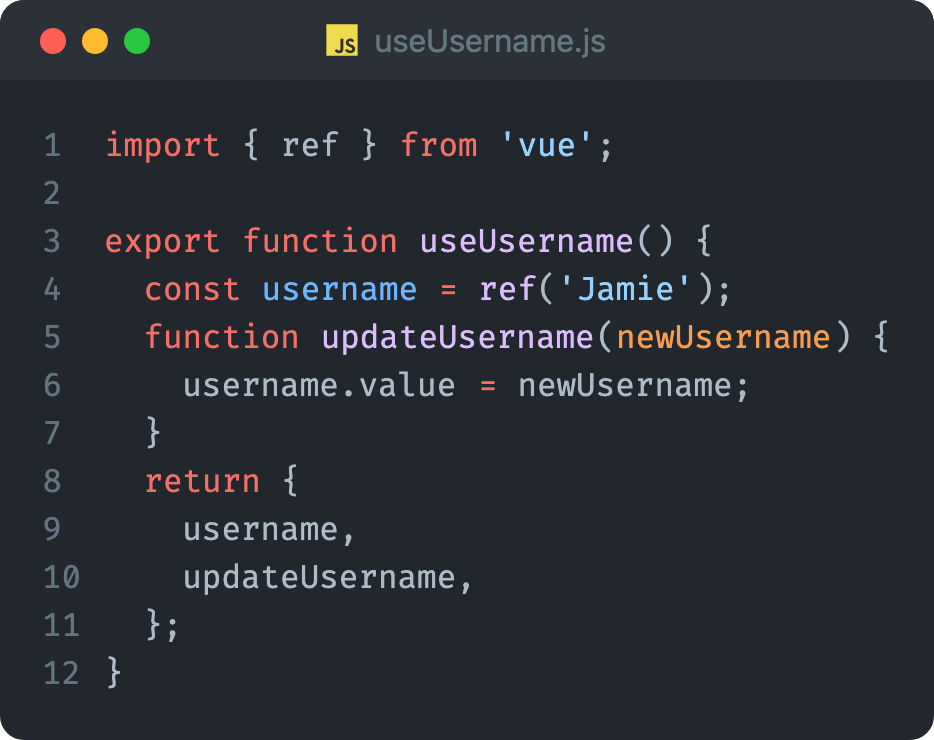 JS useUsername.js
1 import { ref } from 'vue';
2
3 export function useUsername() {
4   const username = ref('Jamie');
5   function updateUsername(newUsername) {
6     username.value = newUsername;
7   }
8   return {
9     username,
10     updateUsername,
11   };
12 }